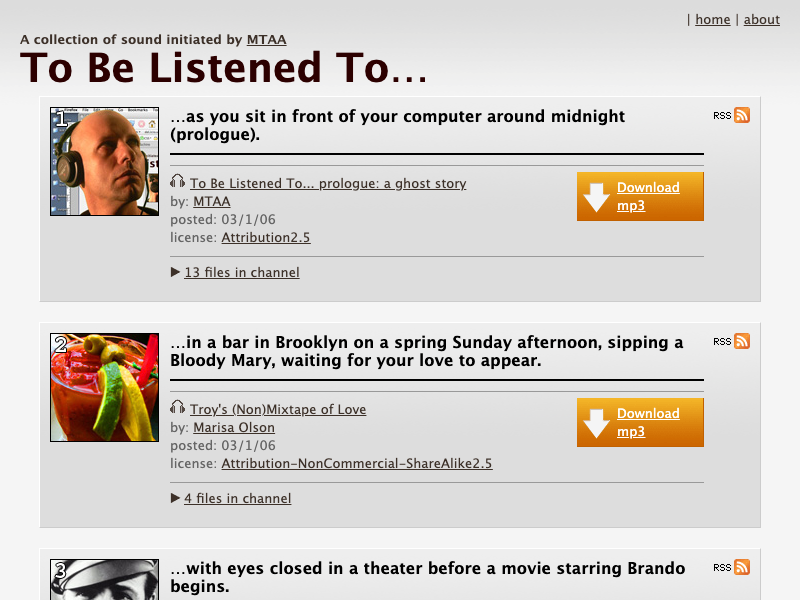 | home | about
A collection of sound initiated by MTAA
To Be Listened To...
1
...as you sit in front of your computer around midnight
(prologue).
RSS
To Be Listened To... prologue: a ghost story
by: MTAA
posted: 03/1/06
license: Attribution2.5
Download
mp3
13 files in channel
2
...in a bar in Brooklyn on a spring Sunday afternoon, sipping a
Bloody Mary, waiting for your love to appear.
RSS
Troy's (Non)Mixtape of Love
by: Marisa Olson
posted: 03/1/06
license: Attribution-NonCommercial-ShareAlike2.5
Download
mp3
4 files in channel
3
...with eyes closed in a theater before a movie starring Brando
begins.
RSS